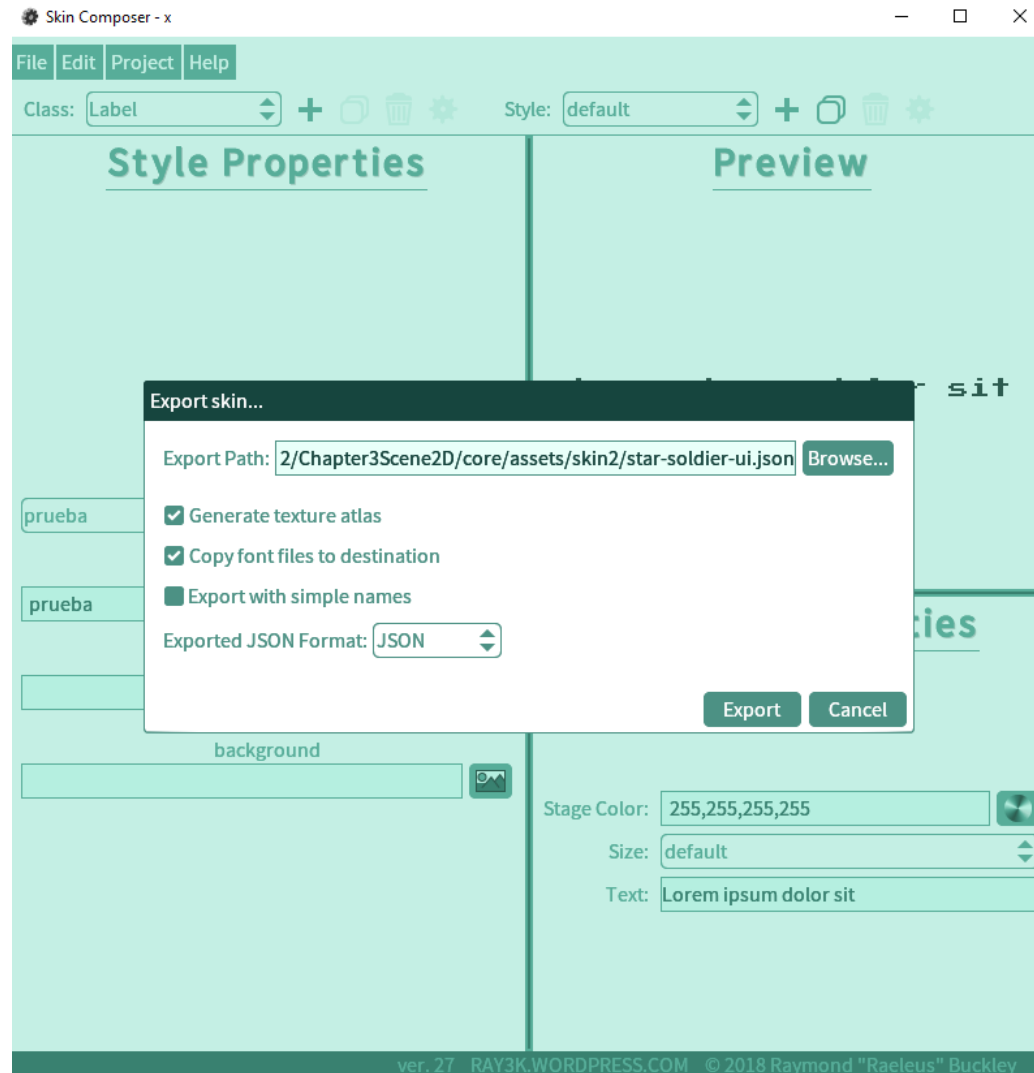 Skin Composer - x
File Edit Project Help
Class: Label Style: default
Style Properties
Preview
sit
Export skin...
Export Path: 2/Chapter3Scene2D/core/assets/skin2/star-soldier-ui.json Browse...
Generate texture atlas
prueba
Copy font files to destination
Export with simple names
prueba
ties
Exported JSON Format: JSON
Export Cancel
background
Stage Color: 255,255,255,255
Size: default
Text: Lorem ipsum dolor sit
ver. 27 RAY3K.WORDPRESS.COM © 2018 Raymond "Raeleus" Buckley